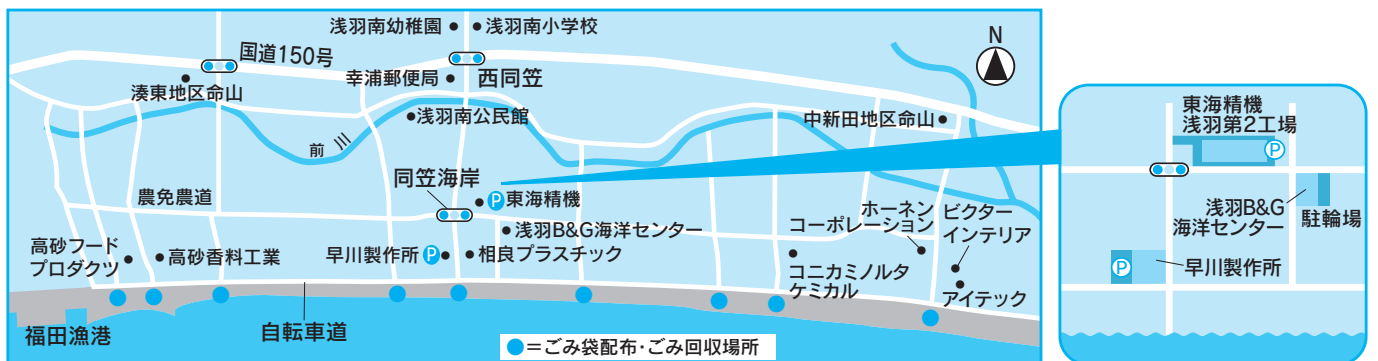 浅羽南幼稚園
浅羽南小学校
国道150号
幸浦郵便局
西同笠
湊東地区命山
浅羽南公民館
中新田地区命山
前川
N
同笠海岸
農免農道
P 東海精機
浅羽B&G海洋センター
ホーネン
コーポレーション
ビクター
インテリア
高砂フード
プロダクツ
高砂香料工業
早川製作所 P
相良プラスチック
コニカミノルタ
ケミカル
アイテック
福田漁港
自転車道
=ごみ袋配布・ごみ回収場所
東海精機
浅羽第2工場
P
浅羽B&G
海洋センター
駐輪場
P
早川製作所